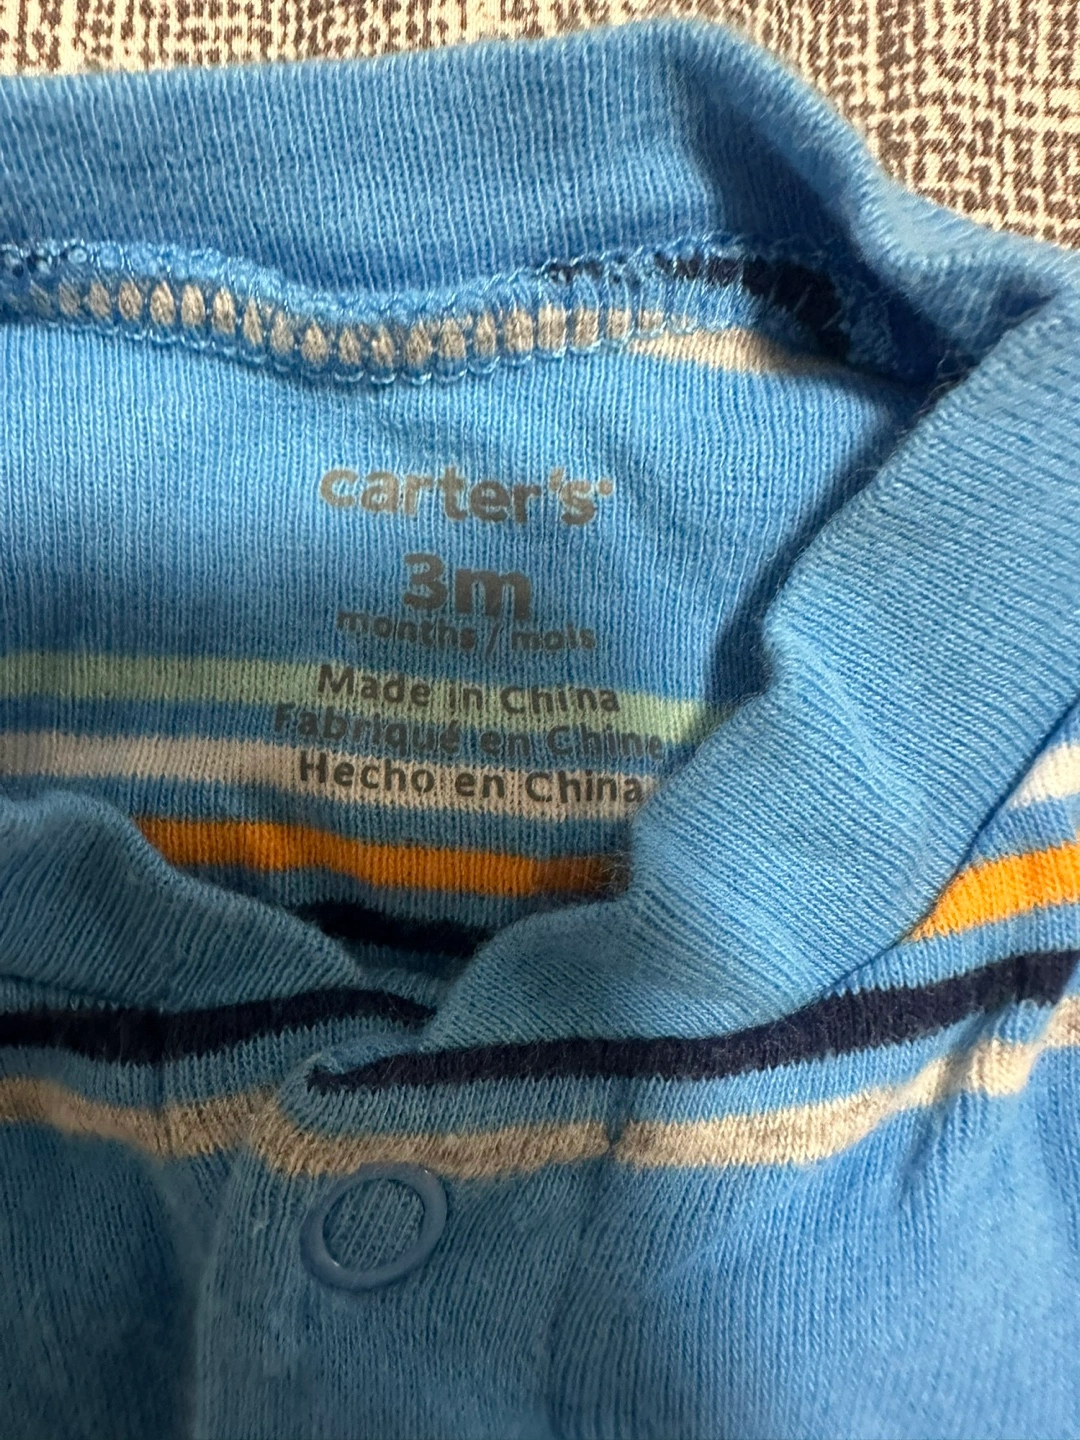 carter's
3m
months / mois
Made in China
Fabriqué en Chine
Hecho en China